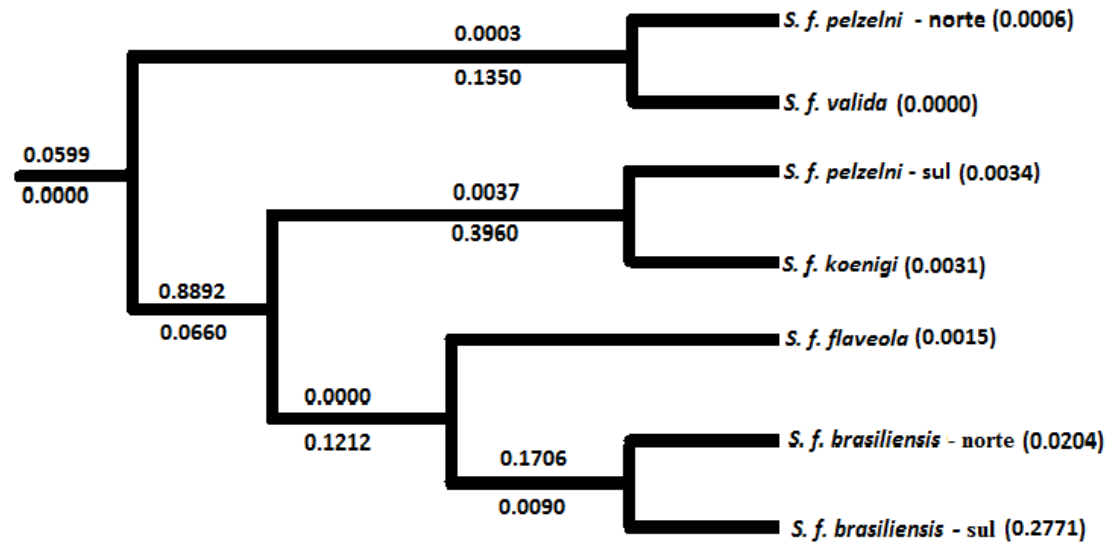 S. f. pelzelni - norte (0.0006)
0.0003
0.1350
S. f. valida (0.0000)
0.0599
0.0000
S. f. pelzelni - sul (0.0034)
0.0037
0.3960
S. f. koenigi (0.0031)
0.8892
0.0660
S. f. flaveola (0.0015)
0.0000
0.1212
S. f. brasiliensis - norte (0.0204)
0.1706
0.0090
S. f. brasiliensis - sul (0.2771)